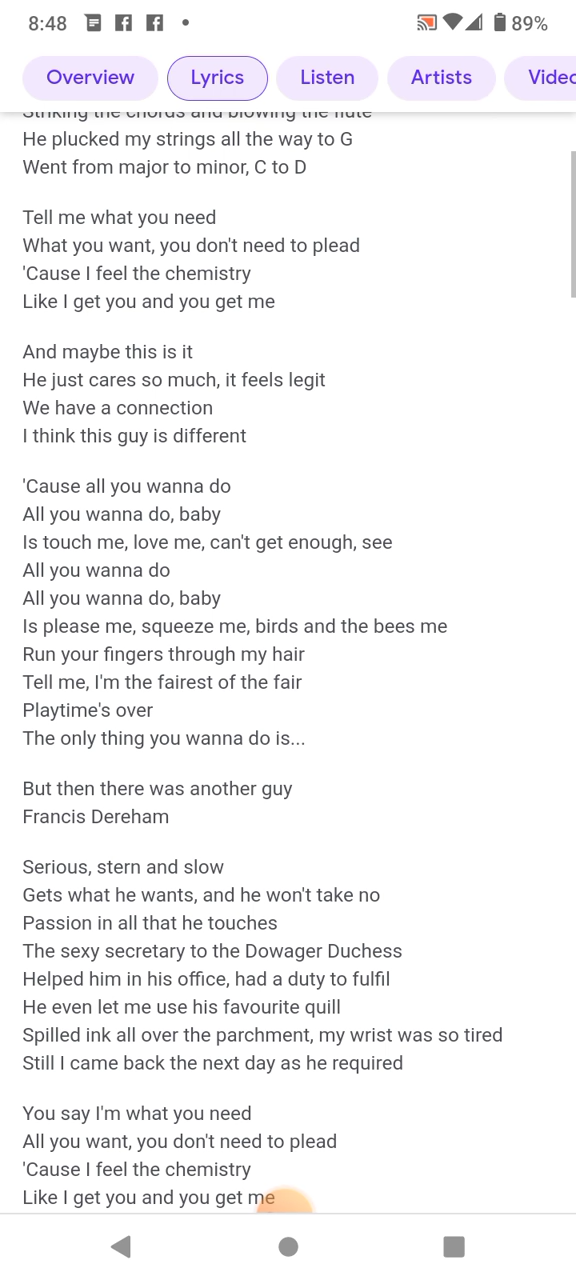 8:48
89%
Overview
Lyrics
Listen
Artists
Video
Striking the chords and blowing the flute
He plucked my strings all the way to G
Went from major to minor, C to D
Tell me what you need
What you want, you don't need to plead
'Cause I feel the chemistry
Like I get you and you get me
And maybe this is it
He just cares so much, it feels legit
We have a connection
I think this guy is different
'Cause all you wanna do
All you wanna do, baby
Is touch me, love me, can't get enough, see
All you wanna do
All you wanna do, baby
Is please me, squeeze me, birds and the bees me
Run your fingers through my hair
Tell me, I'm the fairest of the fair
Playtime's over
The only thing you wanna do is...
But then there was another guy
Francis Dereham
Serious, stern and slow
Gets what he wants, and he won't take no
Passion in all that he touches
The sexy secretary to the Dowager Duchess
Helped him in his office, had a duty to fulfil
He even let me use his favourite quill
Spilled ink all over the parchment, my wrist was so tired
Still I came back the next day as he required
You say I'm what you need
All you want, you don't need to plead
'Cause I feel the chemistry
Like I get you and you get me